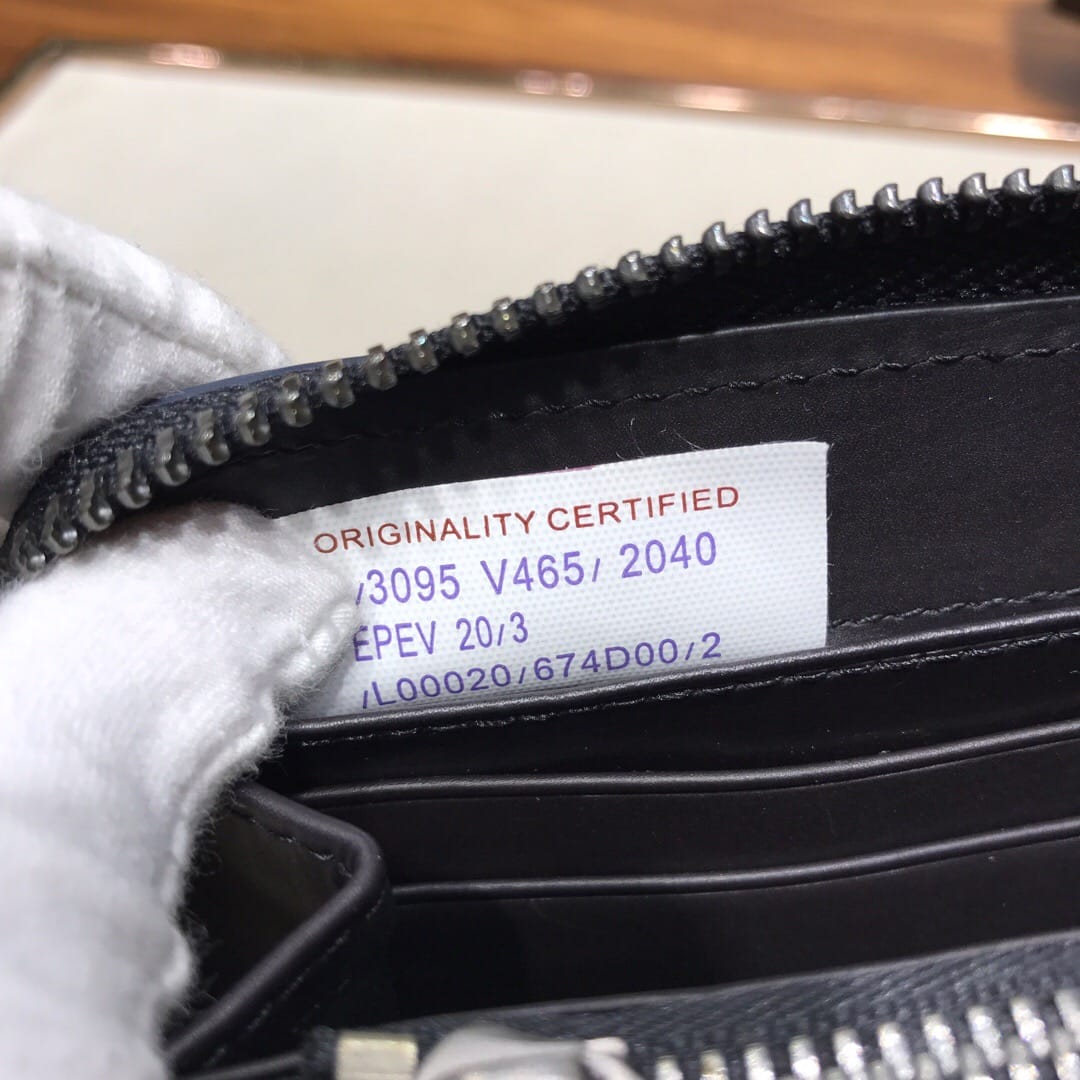 ORIGINALITY CERTIFIED
/3095 V465/ 2040
EPEV 20/3
/L00020/674D00/2